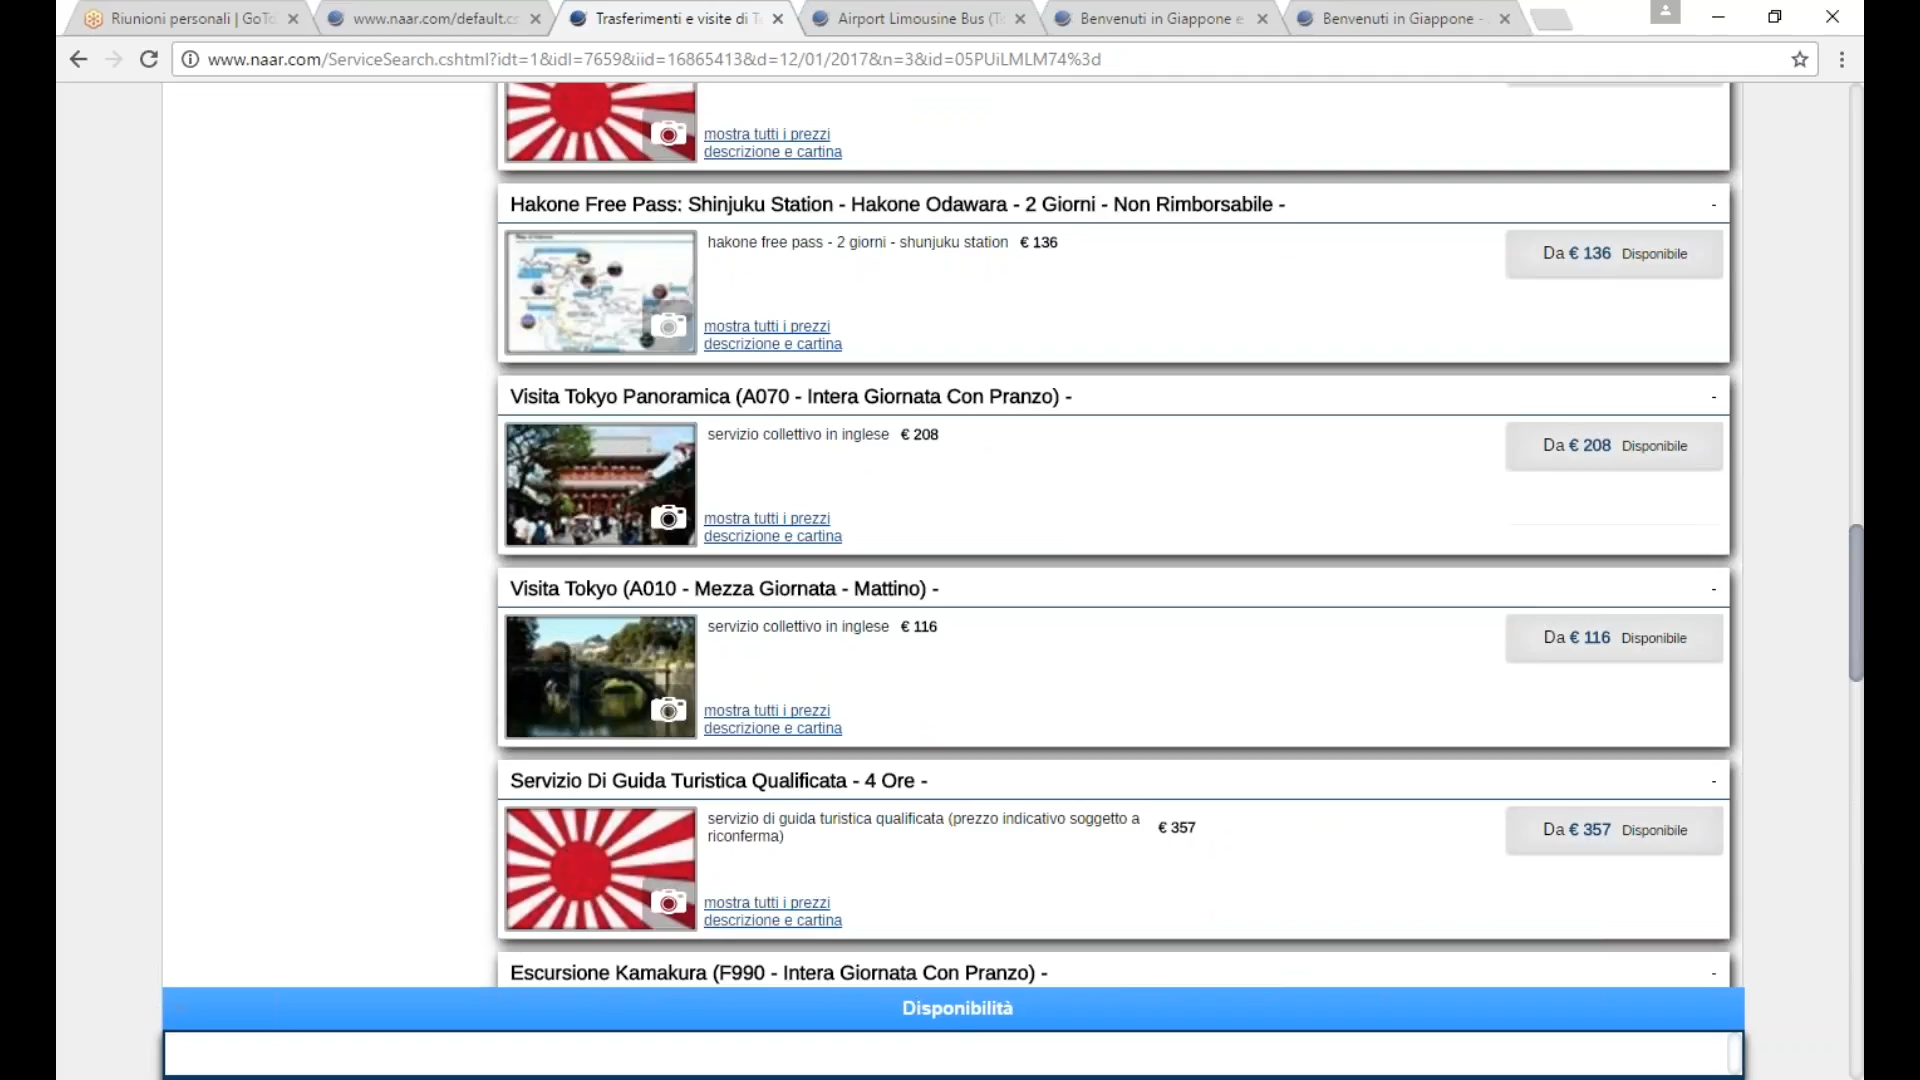 Riunioni personali | GoTo
www.naar.com/default.cs
Trasferimenti e visite di T
Airport Limousine Bus (T
Benvenuti in Giappone e
Benvenuti in Giappone -
www.naar.com/ServiceSearch.cshtml?idt=1&idl=7659&iid=16865413&d=12/01/2017&n=3&id=05PUiLMLM74%3d
mostra tutti i prezzi
descrizione e cartina
Hakone Free Pass: Shinjuku Station - Hakone Odawara - 2 Giorni - Non Rimborsabile - -
hakone free pass - 2 giorni - shunjuku station € 136
Da € 136 Disponibile
mostra tutti i prezzi
descrizione e cartina
Visita Tokyo Panoramica (A070 - Intera Giornata Con Pranzo) - -
servizio collettivo in inglese € 208
Da € 208 Disponibile
mostra tutti i prezzi
descrizione e cartina
Visita Tokyo (A010 - Mezza Giornata - Mattino) - -
servizio collettivo in inglese € 116
Da € 116 Disponibile
mostra tutti i prezzi
descrizione e cartina
Servizio Di Guida Turistica Qualificata - 4 Ore - -
servizio di guida turistica qualificata (prezzo indicativo soggetto a
riconferma)
€ 357
Da € 357 Disponibile
mostra tutti i prezzi
descrizione e cartina
Escursione Kamakura (F990 - Intera Giornata Con Pranzo) - -
Disponibilità